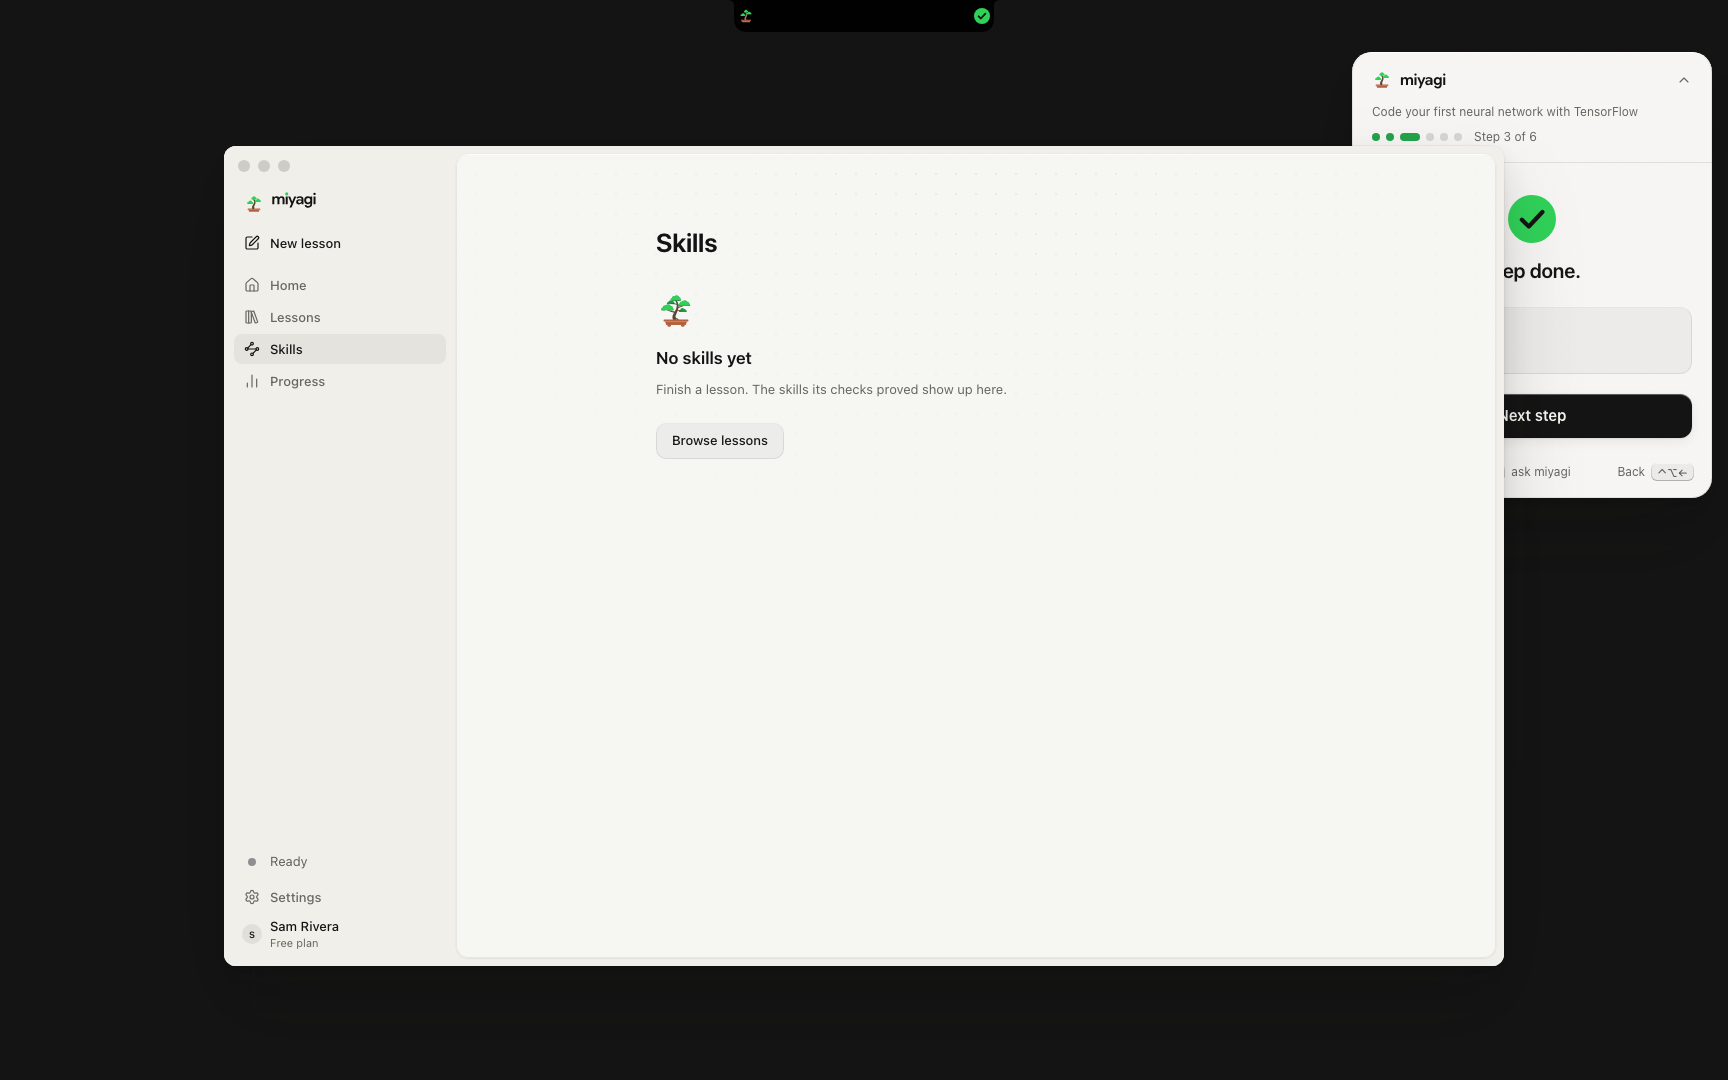 miyagi
Code your first neural network with TensorFlow
Step 3 of 6
miyagi
New lesson
Home
Lessons
Skills
Progress
Ready
Settings
S
Sam Rivera
Free plan
Skills
No skills yet
Finish a lesson. The skills its checks proved show up here.
Browse lessons
done.
Next step
ask miyagi
Back ^⌥←